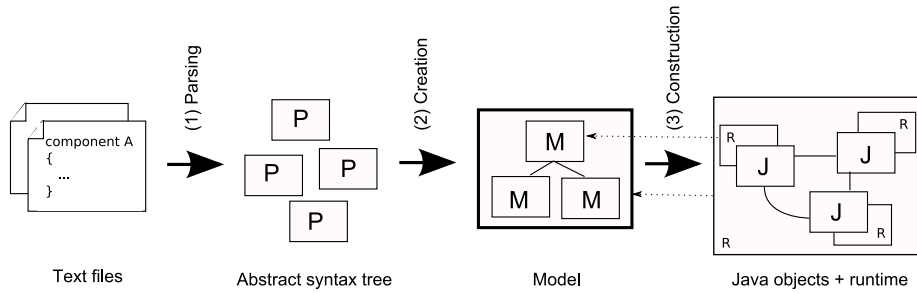 (1) Parsing
(2) Creation
(3) Construction
component A
{
...
}
P
P
P
P
M
M
M
R
J
R
J
J
R
R
Text files
Abstract syntax tree
Model
Java objects + runtime